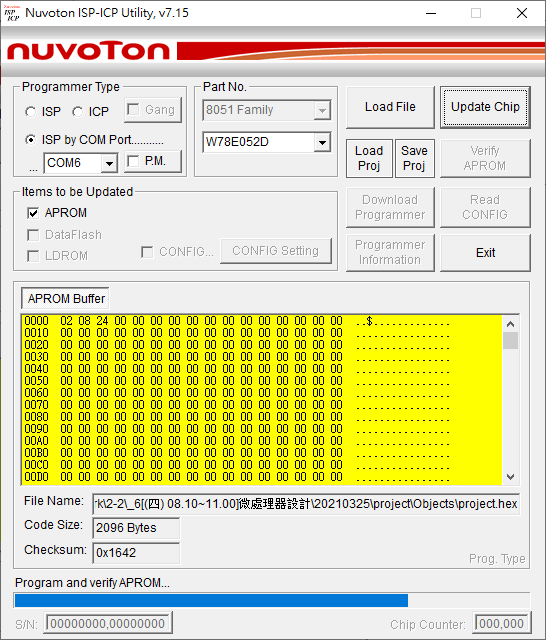 Nuvoton ISP-ICP Utility, v7.15
nuvoTon
Programmer Type
ISP
ICP
Gang
ISP by COM Port...........
...
COM6
P.M.
Part No.
8051 Family
W78E052D
Load File
Update Chip
Load Proj
Save Proj
Verify APROM
Download Programmer
Read CONFIG
Programmer Information
Exit
Items to be Updated
APROM
DataFlash
LDROM
CONFIG...
CONFIG Setting
APROM Buffer
0000 02 08 24 00 00 00 00 00 00 00 00 00 00 00 00 00 ..$.............
0010 00 00 00 00 00 00 00 00 00 00 00 00 00 00 00 00 ................
0020 00 00 00 00 00 00 00 00 00 00 00 00 00 00 00 00 ................
0030 00 00 00 00 00 00 00 00 00 00 00 00 00 00 00 00 ................
0040 00 00 00 00 00 00 00 00 00 00 00 00 00 00 00 00 ................
0050 00 00 00 00 00 00 00 00 00 00 00 00 00 00 00 00 ................
0060 00 00 00 00 00 00 00 00 00 00 00 00 00 00 00 00 ................
0070 00 00 00 00 00 00 00 00 00 00 00 00 00 00 00 00 ................
0080 00 00 00 00 00 00 00 00 00 00 00 00 00 00 00 00 ................
0090 00 00 00 00 00 00 00 00 00 00 00 00 00 00 00 00 ................
00A0 00 00 00 00 00 00 00 00 00 00 00 00 00 00 00 00 ................
00B0 00 00 00 00 00 00 00 00 00 00 00 00 00 00 00 00 ................
00C0 00 00 00 00 00 00 00 00 00 00 00 00 00 00 00 00 ................
00D0 00 00 00 00 00 00 00 00 00 00 00 00 00 00 00 00 ................
File Name: k\2-2\_6[(四) 08.10~11.00]微處理器設計\20210325\project\Objects\project.hex
Code Size: 2096 Bytes
Checksum: 0x1642
Prog. Type
Program and verify APROM...
S/N: 00000000,00000000
Chip Counter: 000,000